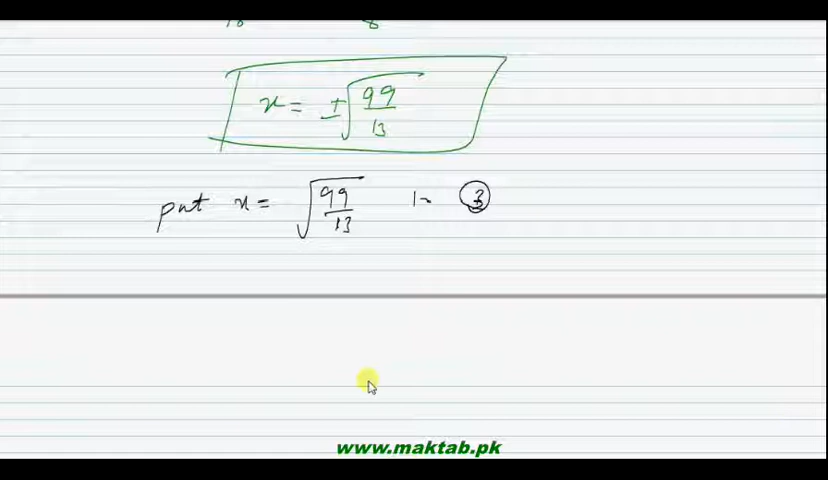 x = ±√99/13
put x = √99/13 in ③
www.maktab.pk